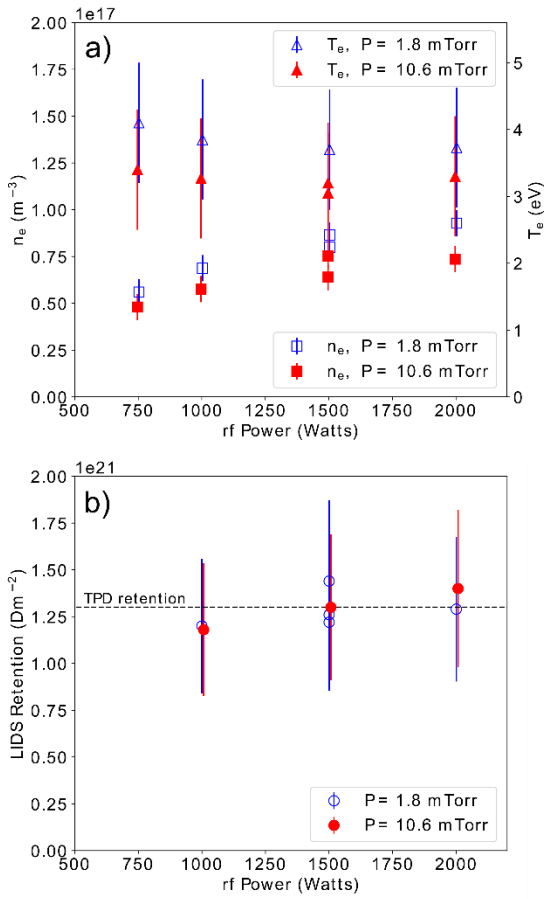 1e17
a)
2.00
1.75
1.50
1.25
1.00
0.75
0.50
0.25
0.00
n_e (m⁻³)
T_e, P = 1.8 mTorr
T_e, P = 10.6 mTorr
n_e, P = 1.8 mTorr
n_e, P = 10.6 mTorr
5
4
3
2
1
0
T_e (eV)
500 750 1000 1250 1500 1750 2000
rf Power (Watts)
1e21
b)
2.00
1.75
1.50
1.25
1.00
0.75
0.50
0.25
0.00
LIDS Retention (Dm⁻²)
TPD retention
P = 1.8 mTorr
P = 10.6 mTorr
500 750 1000 1250 1500 1750 2000
rf Power (Watts)